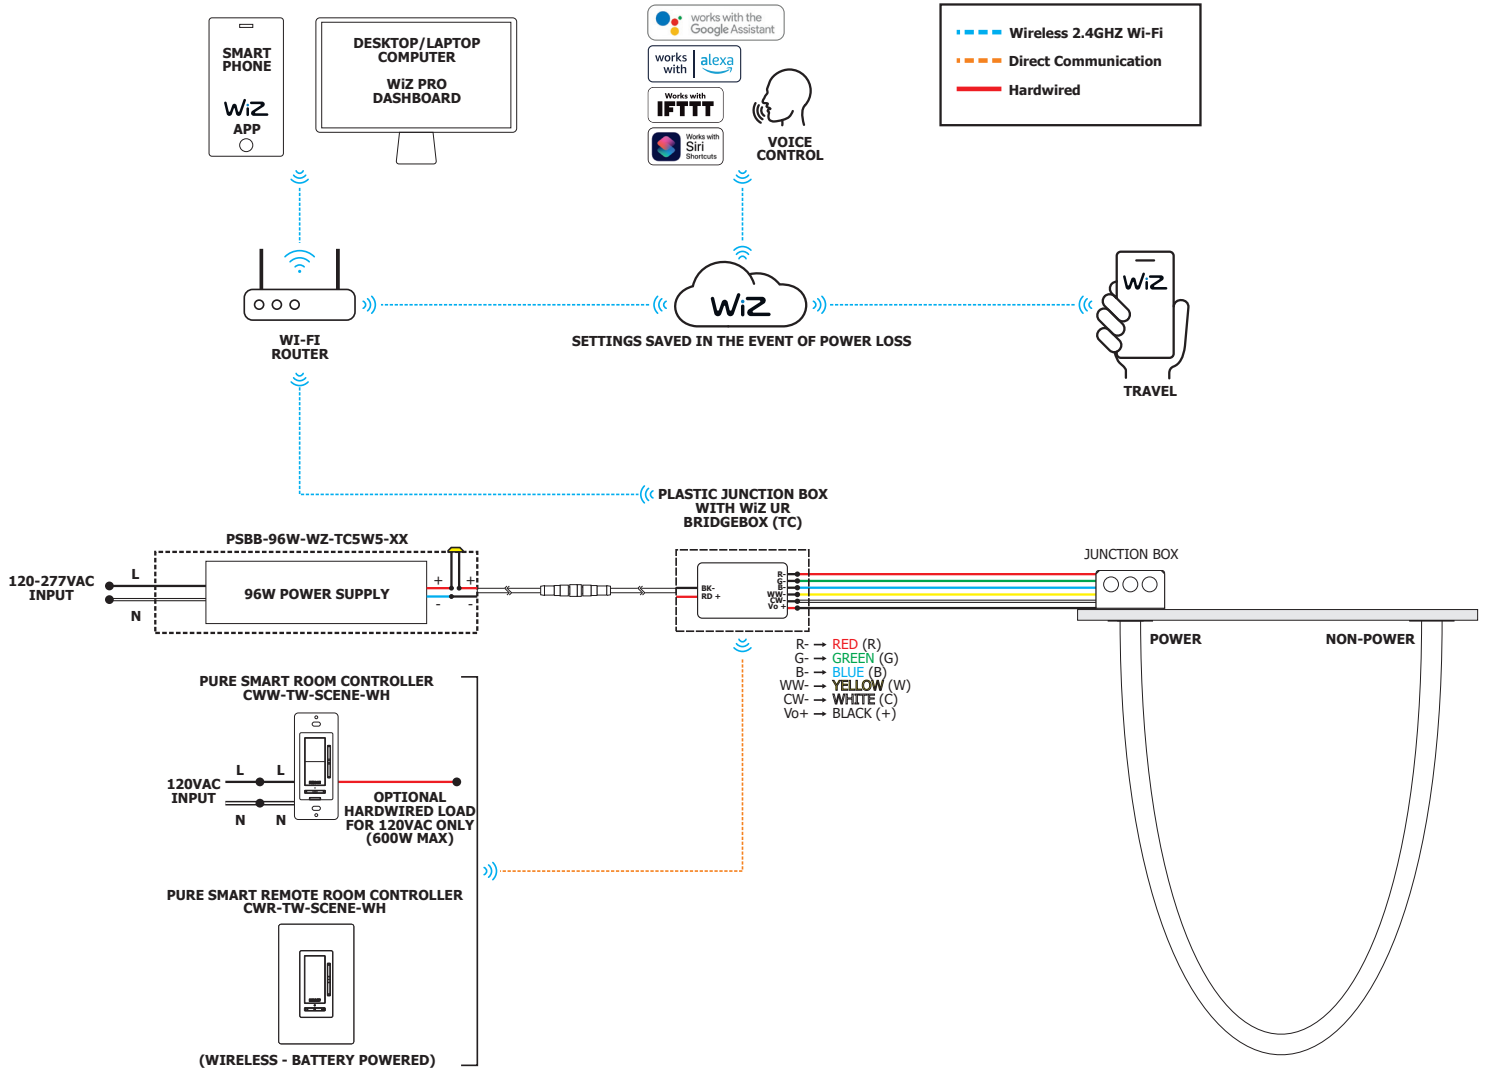 SMART
PHONE
WiZ
APP
DESKTOP/LAPTOP
COMPUTER
WiZ PRO
DASHBOARD
works with the
Google Assistant
works
with
alexa
Works with
IFTTT
Works with
Siri
Shortcuts
VOICE
CONTROL
Wireless 2.4GHZ Wi-Fi
Direct Communication
Hardwired
WI-FI
ROUTER
WiZ
SETTINGS SAVED IN THE EVENT OF POWER LOSS
WiZ
TRAVEL
PLASTIC JUNCTION BOX
WITH WiZ UR
BRIDGEBOX (TC)
PSBB-96W-WZ-TC5W5-XX
120-277VAC
INPUT
L
N
96W POWER SUPPLY
+ +
- -
BK-
RD +
R-
G-
B-
WW-
CW-
Vo +
JUNCTION BOX
POWER
NON-POWER
R- → RED (R)
G- → GREEN (G)
B- → BLUE (B)
WW- → YELLOW (W)
CW- → WHITE (C)
Vo+ → BLACK (+)
PURE SMART ROOM CONTROLLER
CWW-TW-SCENE-WH
120VAC
INPUT
L L
N N
OPTIONAL
HARDWIRED LOAD
FOR 120VAC ONLY
(600W MAX)
PURE SMART REMOTE ROOM CONTROLLER
CWR-TW-SCENE-WH
(WIRELESS - BATTERY POWERED)